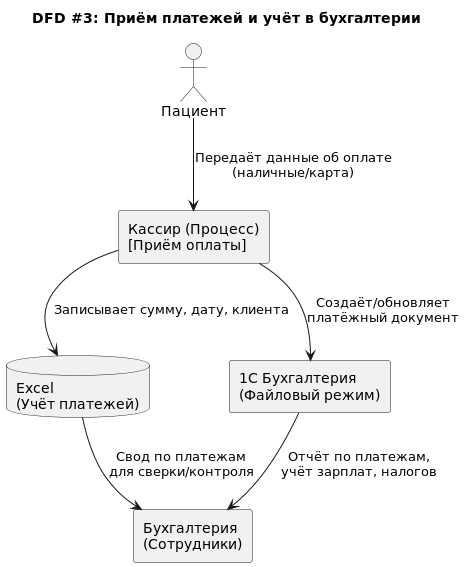 DFD #3: Приём платежей и учёт в бухгалтерии
Пациент
Передаёт данные об оплате
(наличные/карта)
Кассир (Процесс)
[Приём оплаты]
Записывает сумму, дату, клиента
Создаёт/обновляет
платёжный документ
Excel
(Учёт платежей)
1С Бухгалтерия
(Файловый режим)
Свод по платежам
для сверки/контроля
Отчёт по платежам,
учёт зарплат, налогов
Бухгалтерия
(Сотрудники)